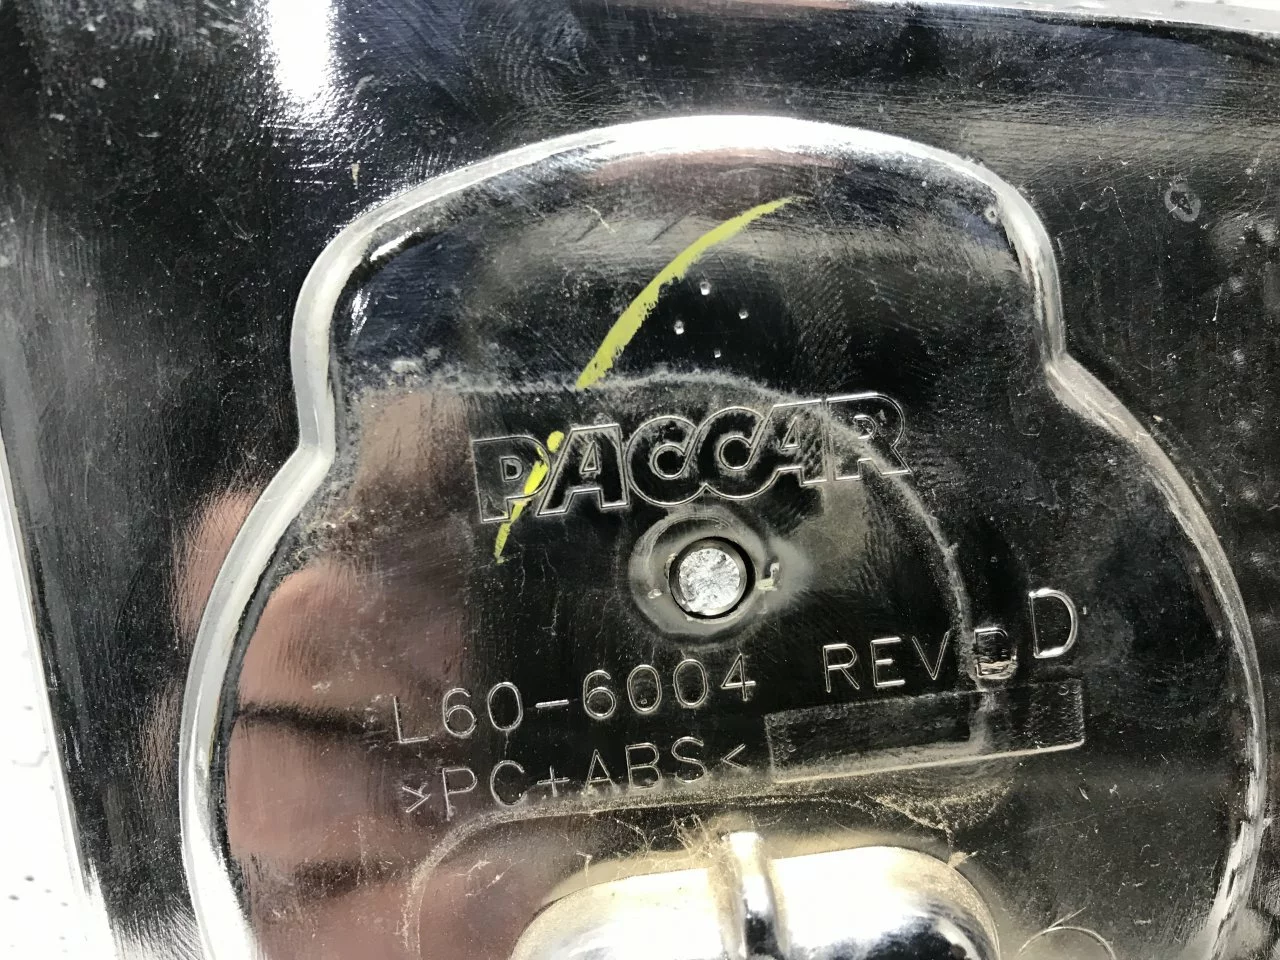 PACCAR
L60-6004 REV D
>PC+ABS<